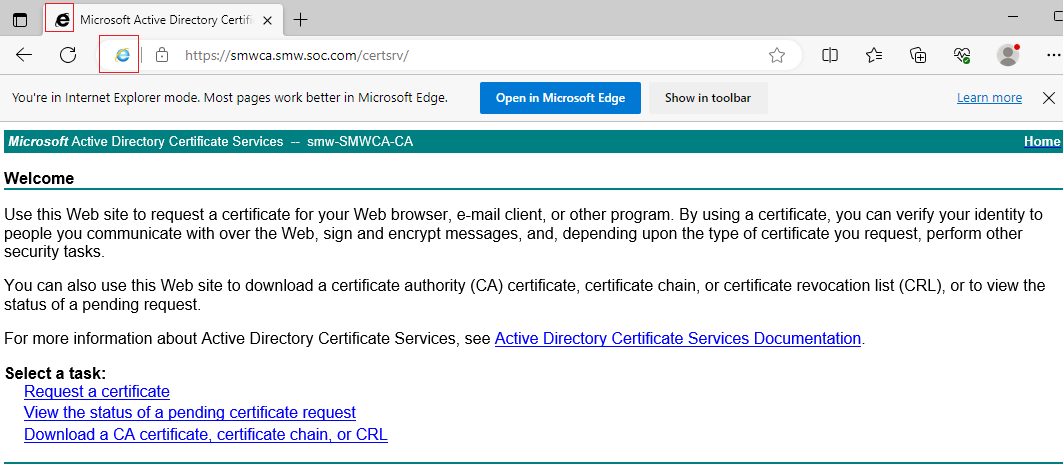 Microsoft Active Directory Certifi
https://smwca.smw.soc.com/certsrv/
You're in Internet Explorer mode. Most pages work better in Microsoft Edge. Open in Microsoft Edge Show in toolbar Learn more
Microsoft Active Directory Certificate Services -- smw-SMWCA-CA Home
Welcome
Use this Web site to request a certificate for your Web browser, e-mail client, or other program. By using a certificate, you can verify your identity to
people you communicate with over the Web, sign and encrypt messages, and, depending upon the type of certificate you request, perform other
security tasks.
You can also use this Web site to download a certificate authority (CA) certificate, certificate chain, or certificate revocation list (CRL), or to view the
status of a pending request.
For more information about Active Directory Certificate Services, see Active Directory Certificate Services Documentation.
Select a task:
Request a certificate
View the status of a pending certificate request
Download a CA certificate, certificate chain, or CRL